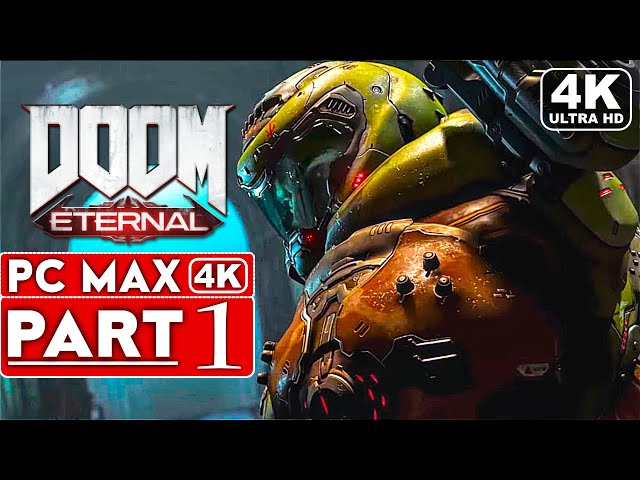 4K
ULTRA HD
DOOM
ETERNAL
PC MAX 4K
PART 1